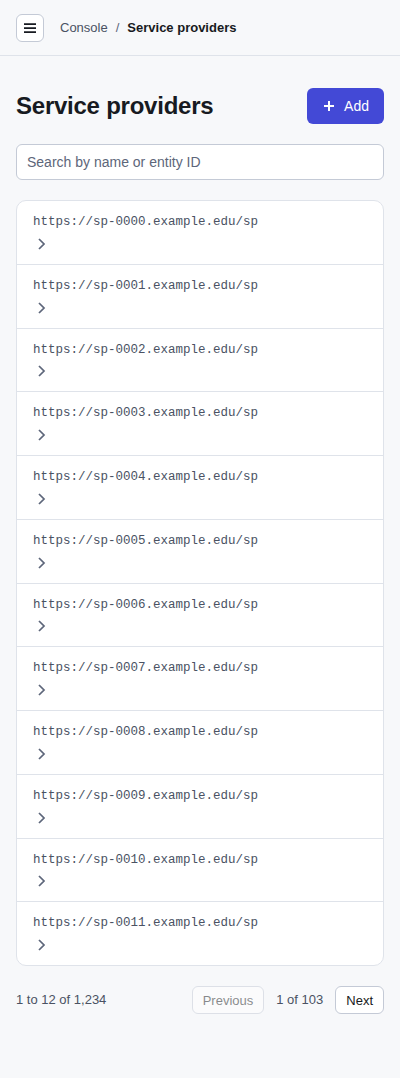 Console / Service providers
Service providers
Add
Search by name or entity ID
https://sp-0000.example.edu/sp
https://sp-0001.example.edu/sp
https://sp-0002.example.edu/sp
https://sp-0003.example.edu/sp
https://sp-0004.example.edu/sp
https://sp-0005.example.edu/sp
https://sp-0006.example.edu/sp
https://sp-0007.example.edu/sp
https://sp-0008.example.edu/sp
https://sp-0009.example.edu/sp
https://sp-0010.example.edu/sp
https://sp-0011.example.edu/sp
1 to 12 of 1,234 Previous 1 of 103 Next